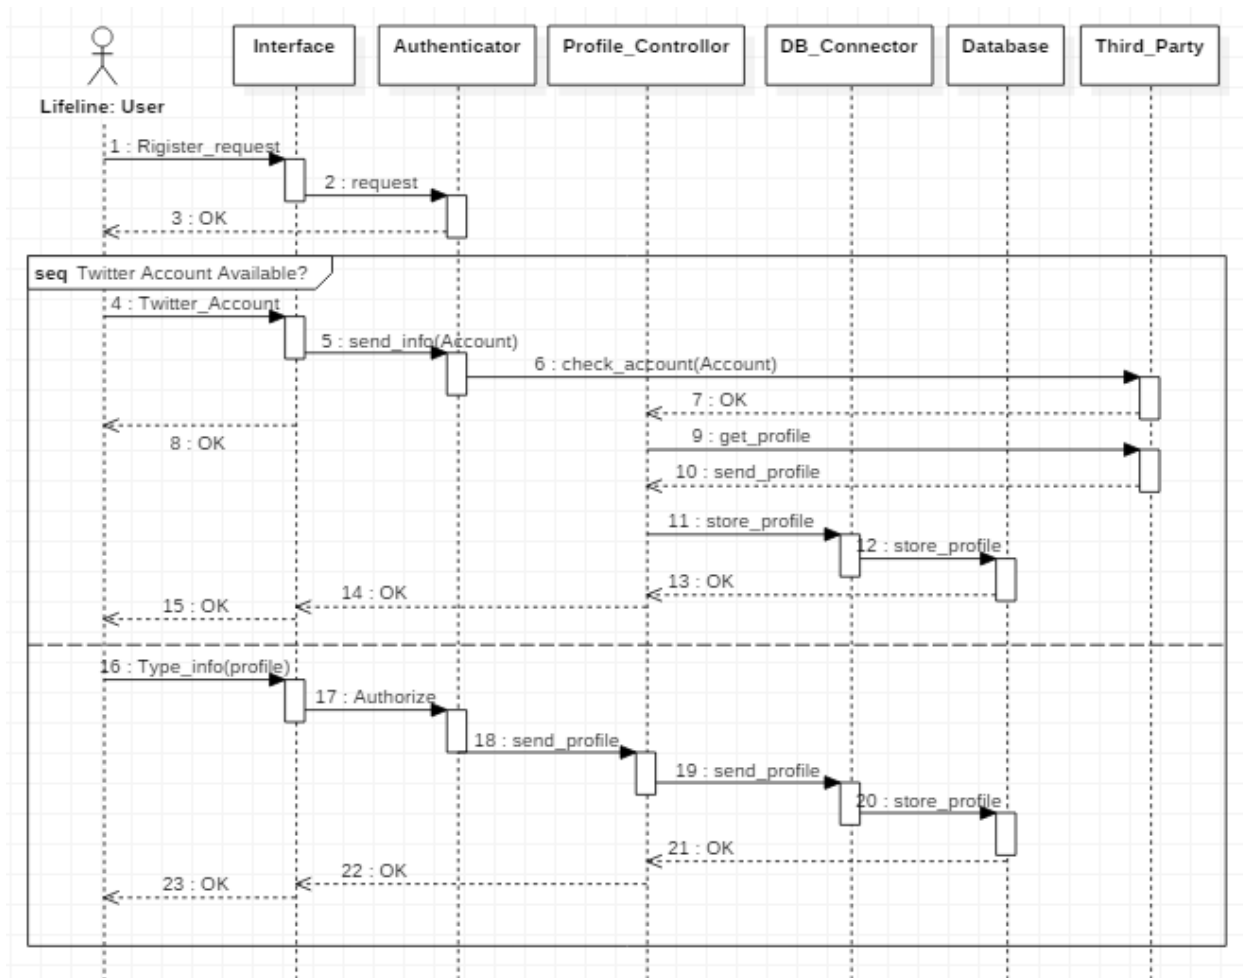 Interface
Authenticator
Profile_Controllor
DB_Connector
Database
Third_Party
Lifeline: User
1 : Rigister_request
2 : request
3 : OK
seq Twitter Account Available?
4 : Twitter_Account
5 : send_info(Account)
6 : check_account(Account)
7 : OK
8 : OK
9 : get_profile
10 : send_profile
11 : store_profile
12 : store_profile
13 : OK
14 : OK
15 : OK
16 : Type_info(profile)
17 : Authorize
18 : send_profile
19 : send_profile
20 : store_profile
21 : OK
22 : OK
23 : OK